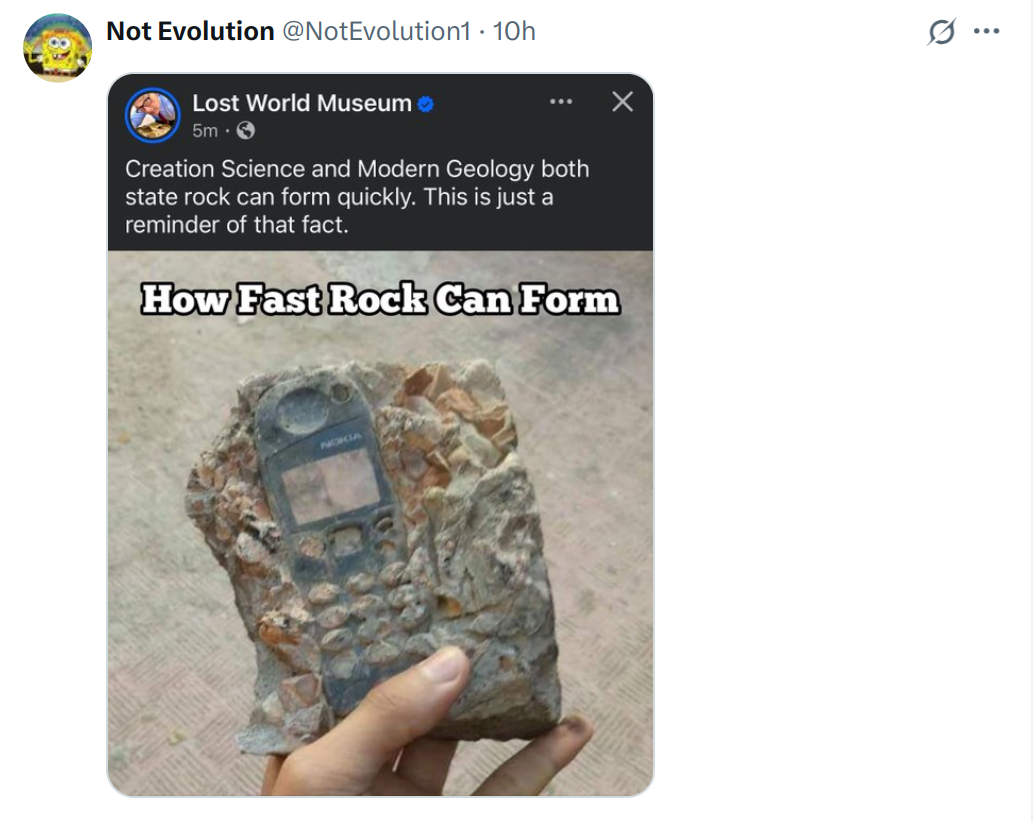 Not Evolution @NotEvolution1 · 10h
Lost World Museum
5m ·
Creation Science and Modern Geology both
state rock can form quickly. This is just a
reminder of that fact.
How Fast Rock Can Form
NOKIA